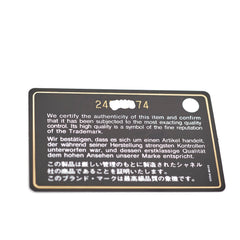 24 74
We certify the authenticity of this item and confirm
that it has been subjected to the most exacting quality
control. Its high quality is a symbol of the fine reputation
of the Trademark.
Wir bestätigen, dass es sich um einen Artikel handelt,
der während seiner Herstellung strengsten Kontrollen
unterworfen war, und dessen erstklassige Qualität
dem hohen Ansehen unserer Marke entspricht.
この製品は厳しい管理のもとに製造されたシャネル
社の商品であることを証明いたします。
このブランド・マークは最高級品質の象徴です。